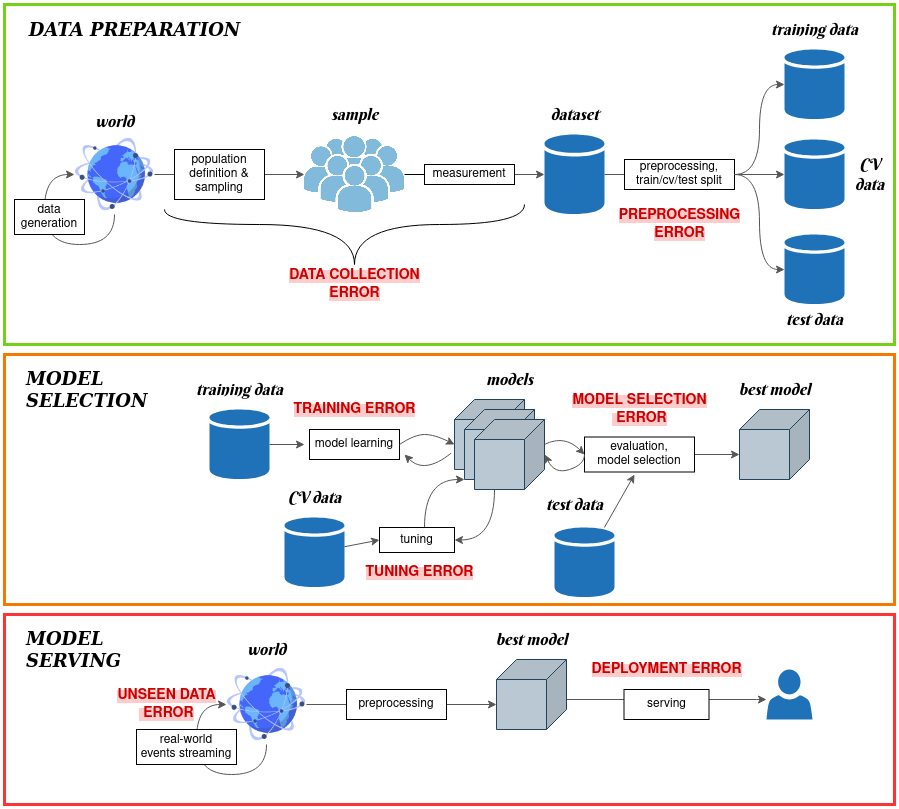 DATA PREPARATION
training data
world
sample
dataset
population
definition &
sampling
measurement
preprocessing,
train/cv/test split
CV
data
data
generation
PREPROCESSING
ERROR
DATA COLLECTION
ERROR
test data
MODEL
SELECTION
training data
models
best model
TRAINING ERROR
MODEL SELECTION
ERROR
model learning
evaluation,
model selection
CV data
test data
tuning
TUNING ERROR
MODEL
SERVING
world
best model
UNSEEN DATA
ERROR
DEPLOYMENT ERROR
preprocessing
serving
real-world
events streaming